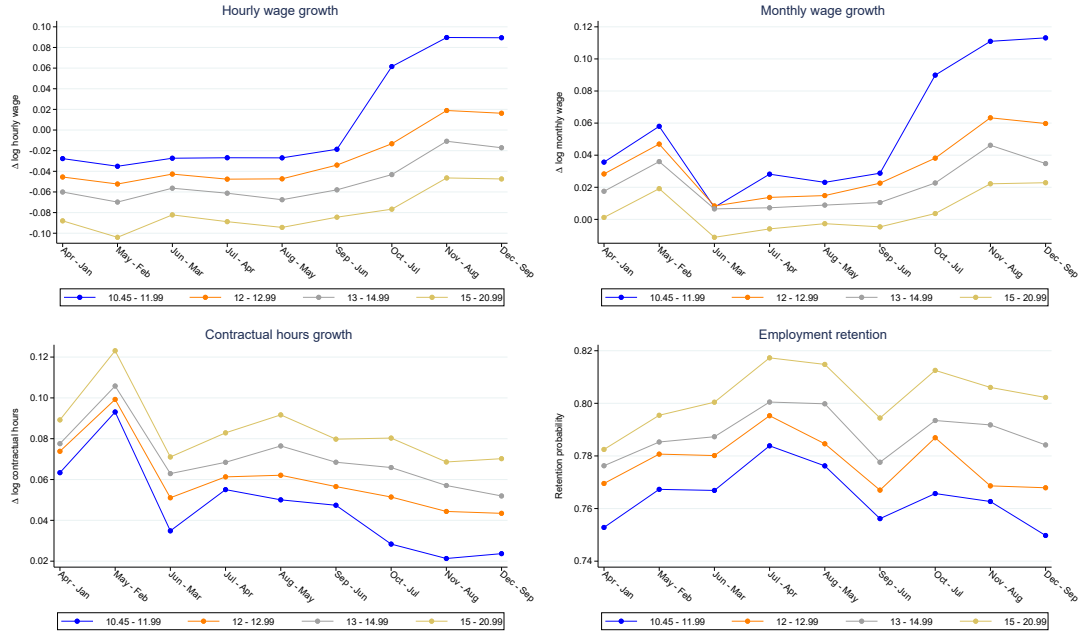 Hourly wage growth
Δ log hourly wage
0.10
0.08
0.06
0.04
0.02
0.00
-0.02
-0.04
-0.06
-0.08
-0.10
Apr - Jan
May - Feb
Jun - Mar
Jul - Apr
Aug - May
Sep - Jun
Oct - Jul
Nov - Aug
Dec - Sep
10.45 - 11.99 12 - 12.99 13 - 14.99 15 - 20.99
Monthly wage growth
Δ log monthly wage
0.12
0.10
0.08
0.06
0.04
0.02
0.00
Apr - Jan
May - Feb
Jun - Mar
Jul - Apr
Aug - May
Sep - Jun
Oct - Jul
Nov - Aug
Dec - Sep
10.45 - 11.99 12 - 12.99 13 - 14.99 15 - 20.99
Contractual hours growth
Δ log contractual hours
0.12
0.10
0.08
0.06
0.04
0.02
Apr - Jan
May - Feb
Jun - Mar
Jul - Apr
Aug - May
Sep - Jun
Oct - Jul
Nov - Aug
Dec - Sep
10.45 - 11.99 12 - 12.99 13 - 14.99 15 - 20.99
Employment retention
Retention probability
0.82
0.80
0.78
0.76
0.74
Apr - Jan
May - Feb
Jun - Mar
Jul - Apr
Aug - May
Sep - Jun
Oct - Jul
Nov - Aug
Dec - Sep
10.45 - 11.99 12 - 12.99 13 - 14.99 15 - 20.99